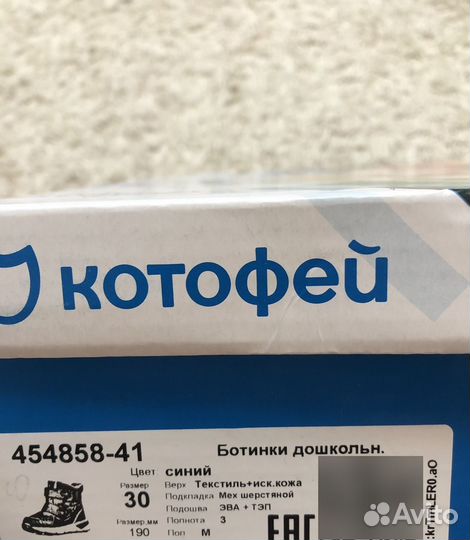 котофей
454858-41 Ботинки дошкольн.
Цвет синий
Размер 30
Верх Текстиль+иск.кожа
Подкладка Мех шерстяной
Подошва ЭВА + ТЭП
Размер,мм 190
Полнота 3
Пол М
ЕАС
Avito